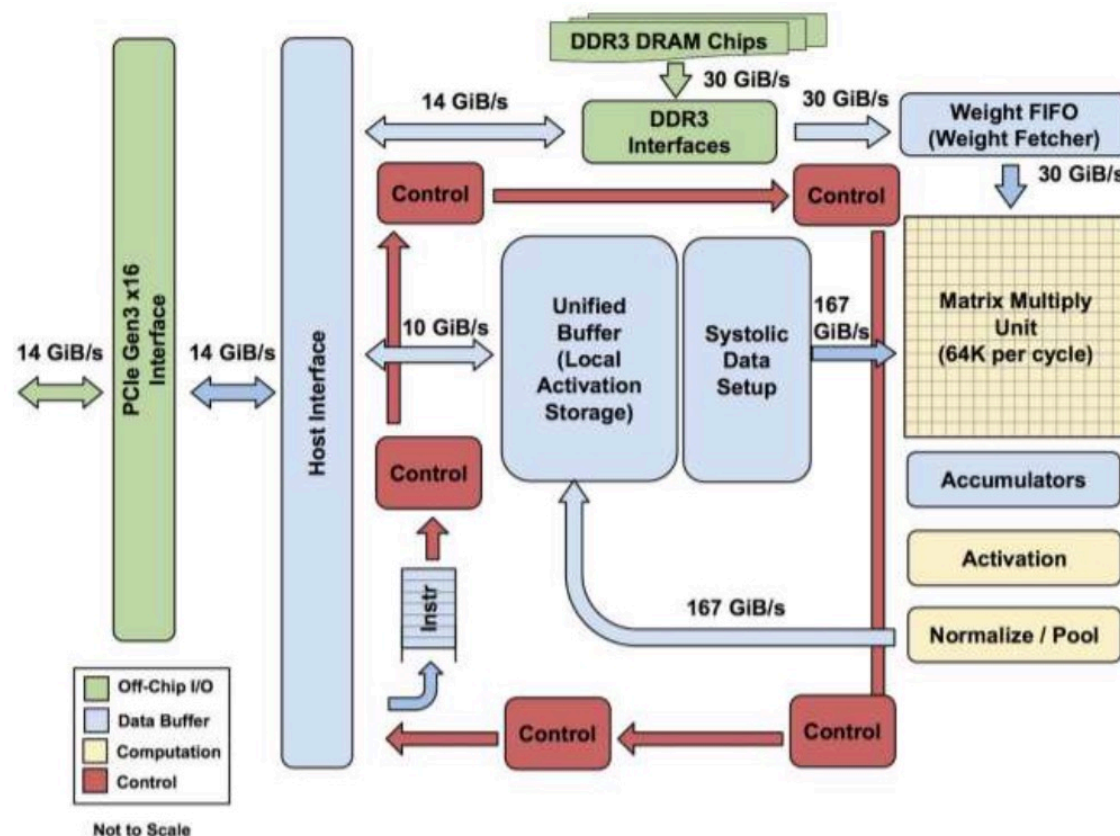 DDR3 DRAM Chips
30 GiB/s
14 GiB/s
DDR3
Interfaces
30 GiB/s
Weight FIFO
(Weight Fetcher)
30 GiB/s
Control
Control
PCIe Gen3 x16
Interface
Host Interface
14 GiB/s
14 GiB/s
10 GiB/s
Unified
Buffer
(Local
Activation
Storage)
Systolic
Data
Setup
167
GiB/s
Matrix Multiply
Unit
(64K per cycle)
Control
Accumulators
Activation
Instr
167 GiB/s
Normalize / Pool
Off-Chip I/O
Data Buffer
Computation
Control
Control
Control
Not to Scale